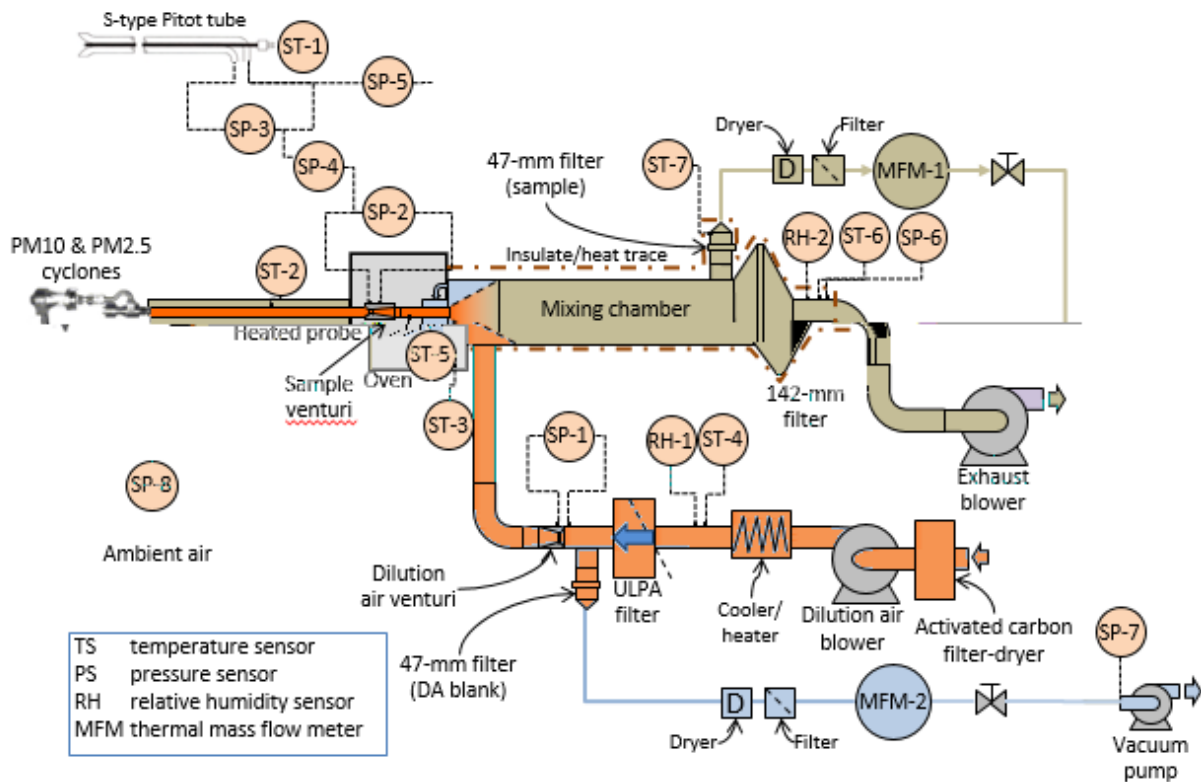 S-type Pitot tube
ST-1
SP-5
SP-3
SP-4
SP-2
Dryer
Filter
D
MFM-1
47-mm filter
(sample)
ST-7
RH-2
ST-6
SP-6
PM10 & PM2.5
cyclones
ST-2
Insulate/heat trace
Mixing chamber
Heated probe
Sample
venturi
Oven
ST-5
ST-3
142-mm
filter
Exhaust
blower
SP-8
Ambient air
SP-1
RH-1
ST-4
Dilution
air venturi
ULPA
filter
Cooler/
heater
Dilution air
blower
Activated carbon
filter-dryer
47-mm filter
(DA blank)
D
Dryer
Filter
MFM-2
SP-7
Vacuum
pump
TS temperature sensor
PS pressure sensor
RH relative humidity sensor
MFM thermal mass flow meter